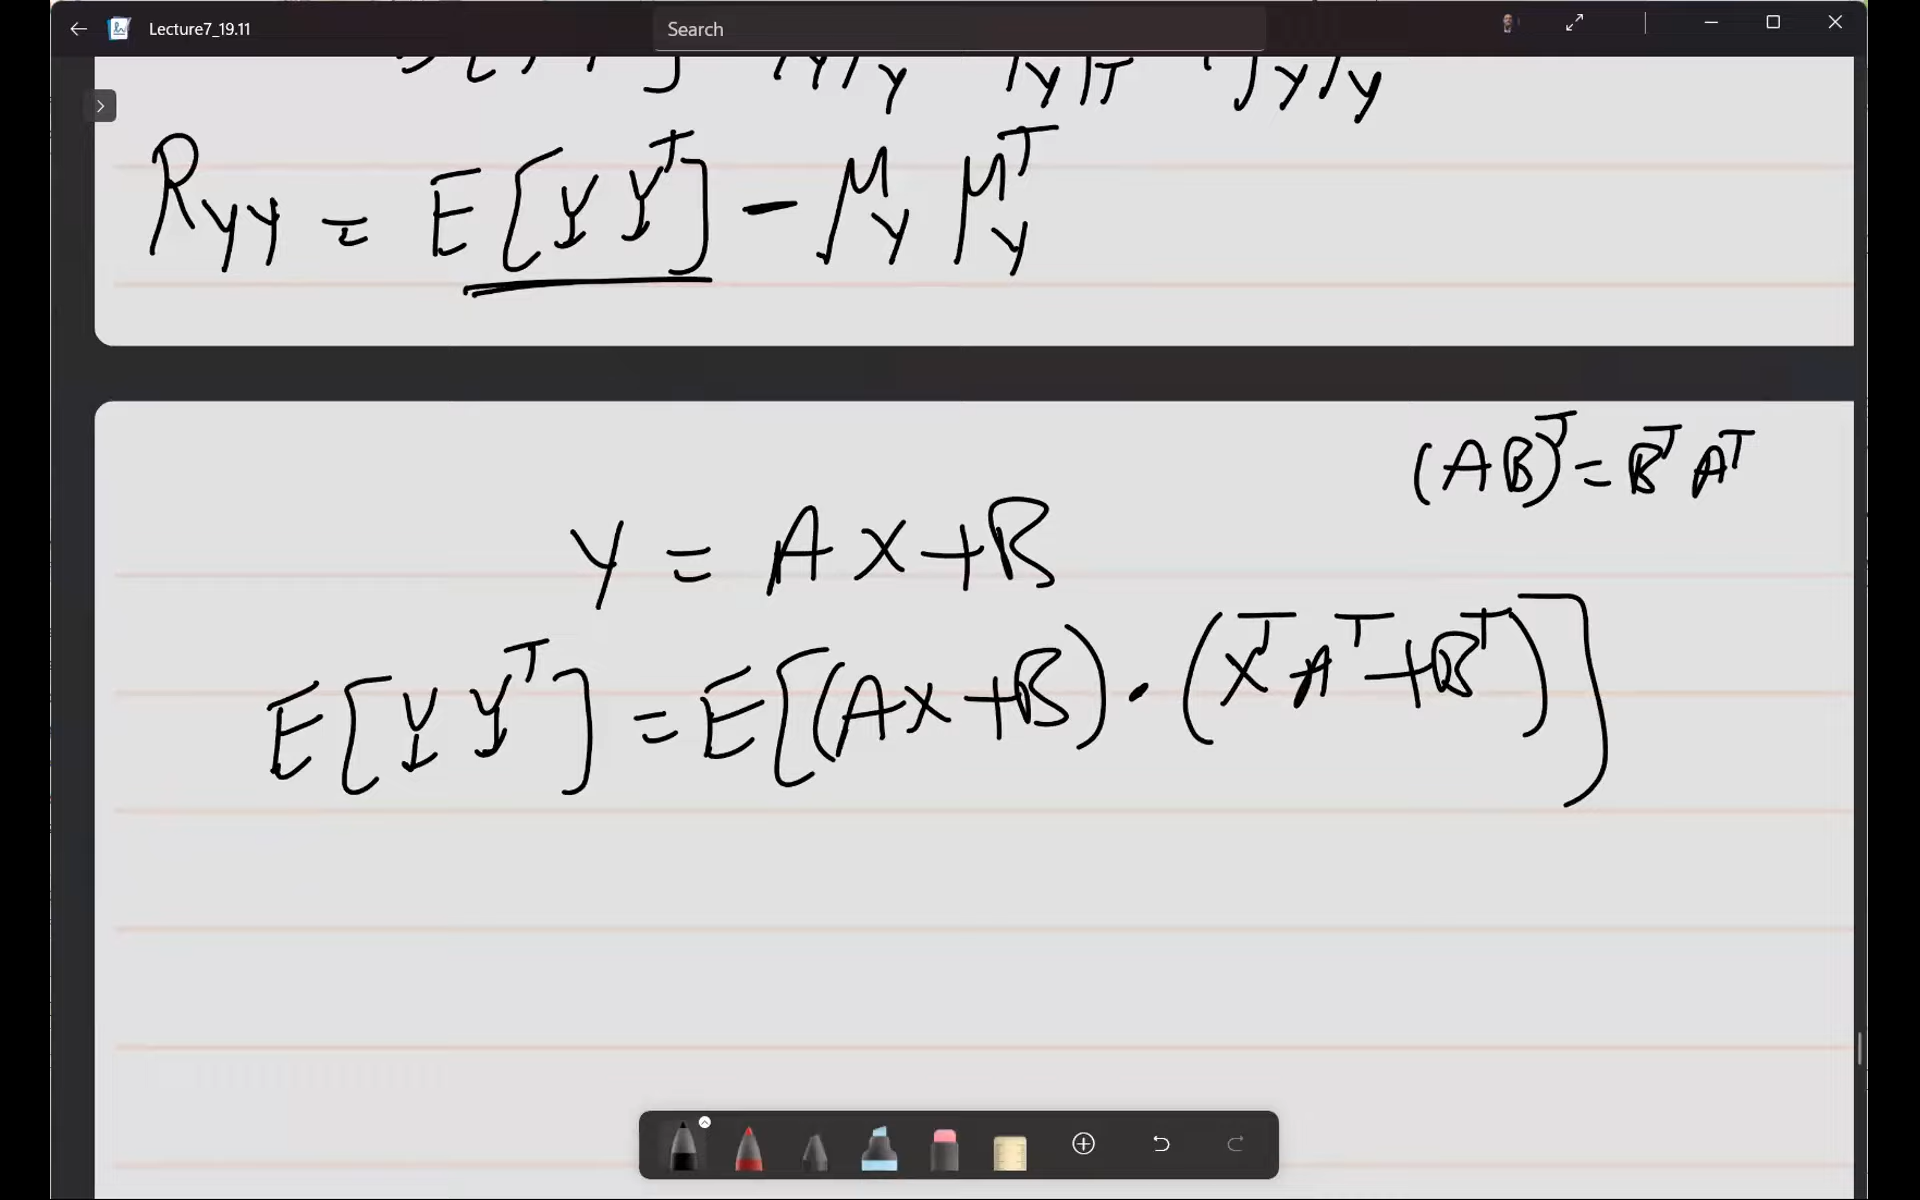 Lecture7_19.11
Search
R_YY = E[Y Y^T] - μ_Y μ_Y^T
(AB)^T = B^T A^T
Y = AX+B
E[Y Y^T] = E[(AX+B)·(X^T A^T+B^T)]